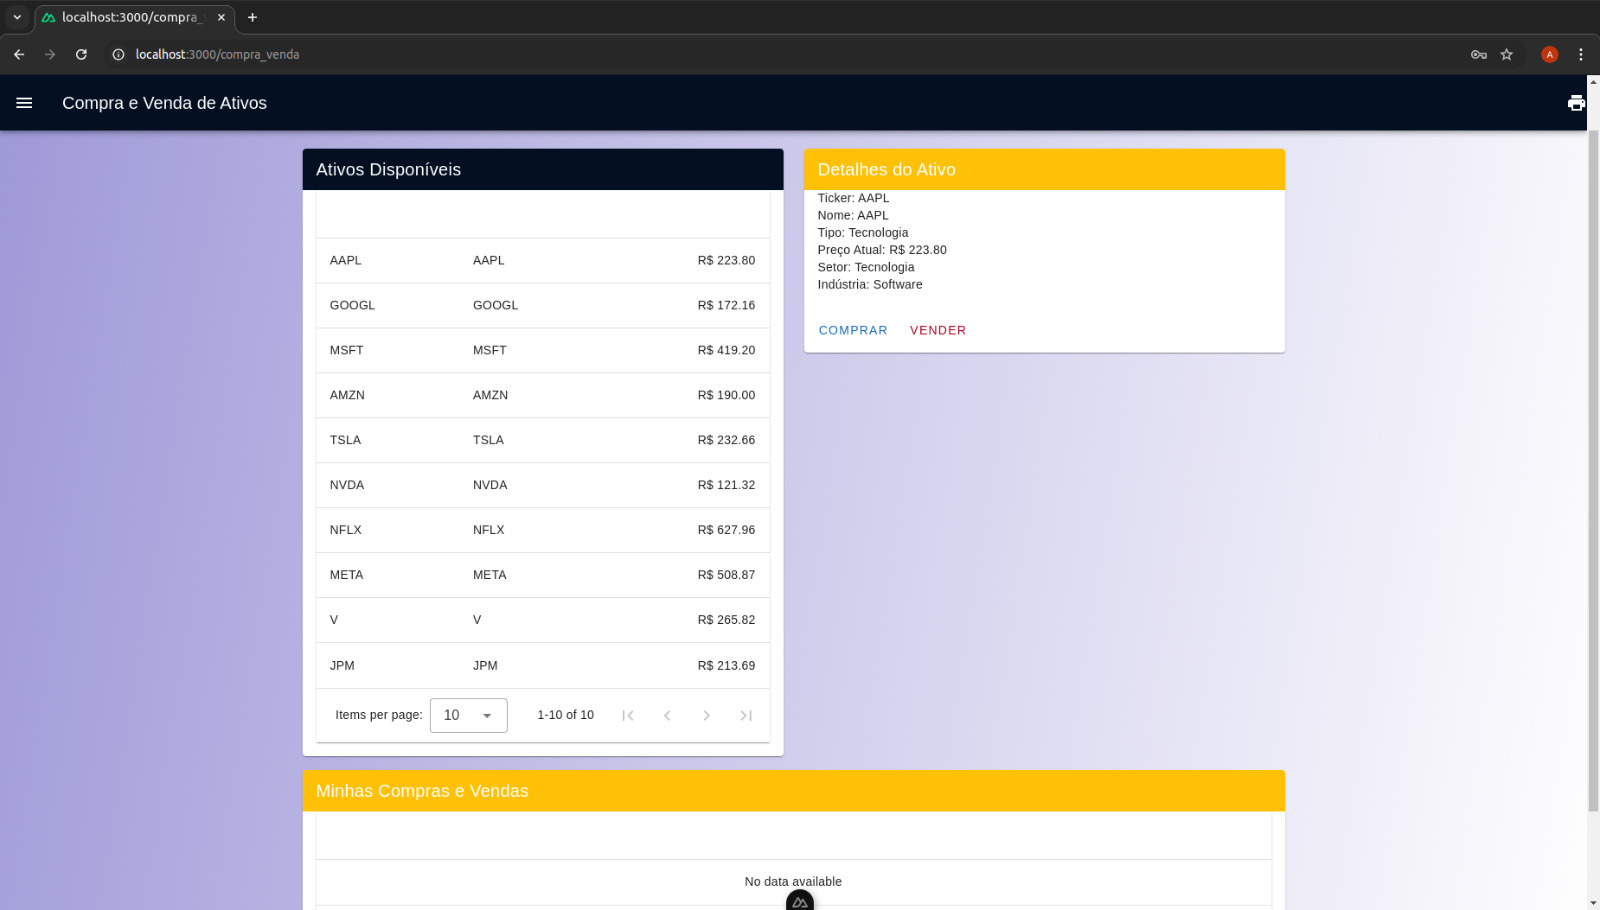 localhost:3000/compra_
localhost:3000/compra_venda
A
Compra e Venda de Ativos
Ativos Disponíveis
AAPL AAPL R$ 223.80
GOOGL GOOGL R$ 172.16
MSFT MSFT R$ 419.20
AMZN AMZN R$ 190.00
TSLA TSLA R$ 232.66
NVDA NVDA R$ 121.32
NFLX NFLX R$ 627.96
META META R$ 508.87
V V R$ 265.82
JPM JPM R$ 213.69
Items per page: 10 1-10 of 10
Detalhes do Ativo
Ticker: AAPL
Nome: AAPL
Tipo: Tecnologia
Preço Atual: R$ 223.80
Setor: Tecnologia
Indústria: Software
COMPRAR VENDER
Minhas Compras e Vendas
No data available